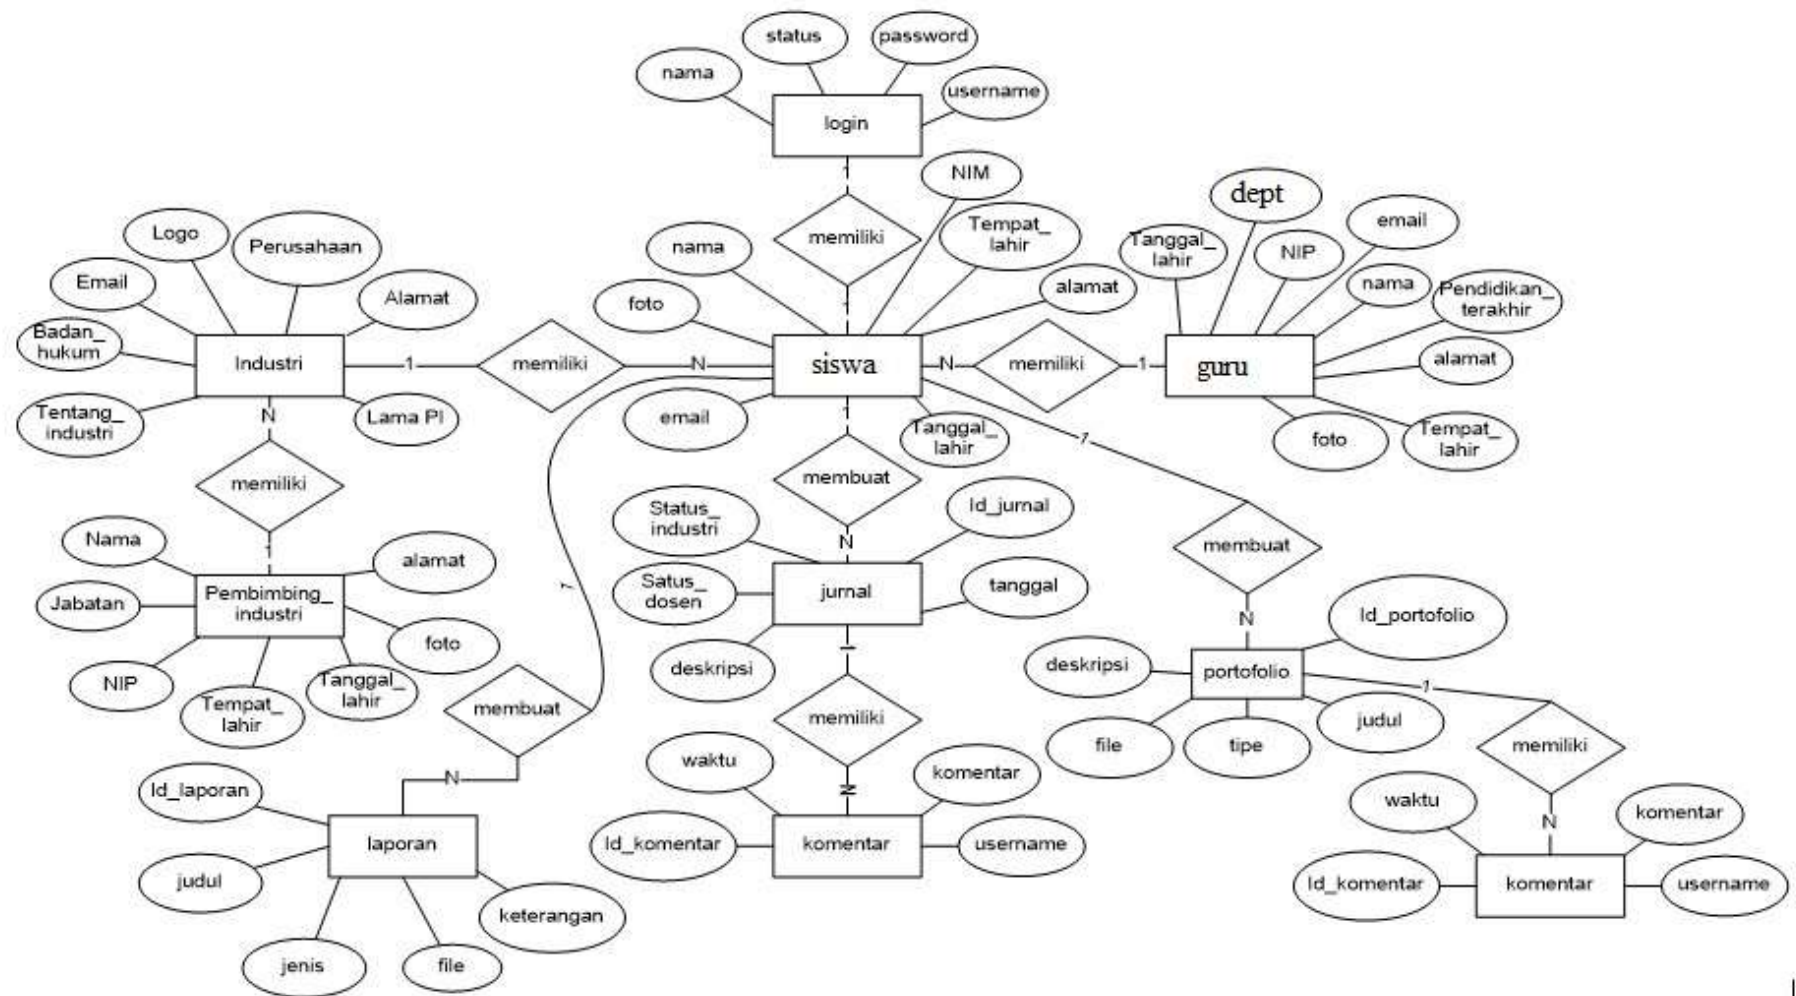 status
password
nama
username
login
1
NIM
memiliki
1
nama
Tempat_
lahir
foto
alamat
siswa
email
Tanggal_
lahir
Logo
Perusahaan
Email
Alamat
Badan_
hukum
Industri
Tentang_
industri
Lama PI
1
memiliki
N
N
memiliki
1
dept
Tanggal_
lahir
NIP
email
nama
Pendidikan_
terakhir
guru
alamat
foto
Tempat_
lahir
N
memiliki
1
Nama
alamat
Pembimbing_
industri
Jabatan
foto
NIP
Tempat_
lahir
Tanggal_
lahir
1
membuat
N
Status_
industri
Id_jurnal
Satus_
dosen
jurnal
tanggal
deskripsi
1
memiliki
N
waktu
komentar
Id_komentar
komentar
username
1
membuat
N
Id_laporan
laporan
judul
keterangan
jenis
file
1
membuat
N
Id_portofolio
deskripsi
portofolio
judul
file
tipe
1
memiliki
N
waktu
komentar
Id_komentar
komentar
username